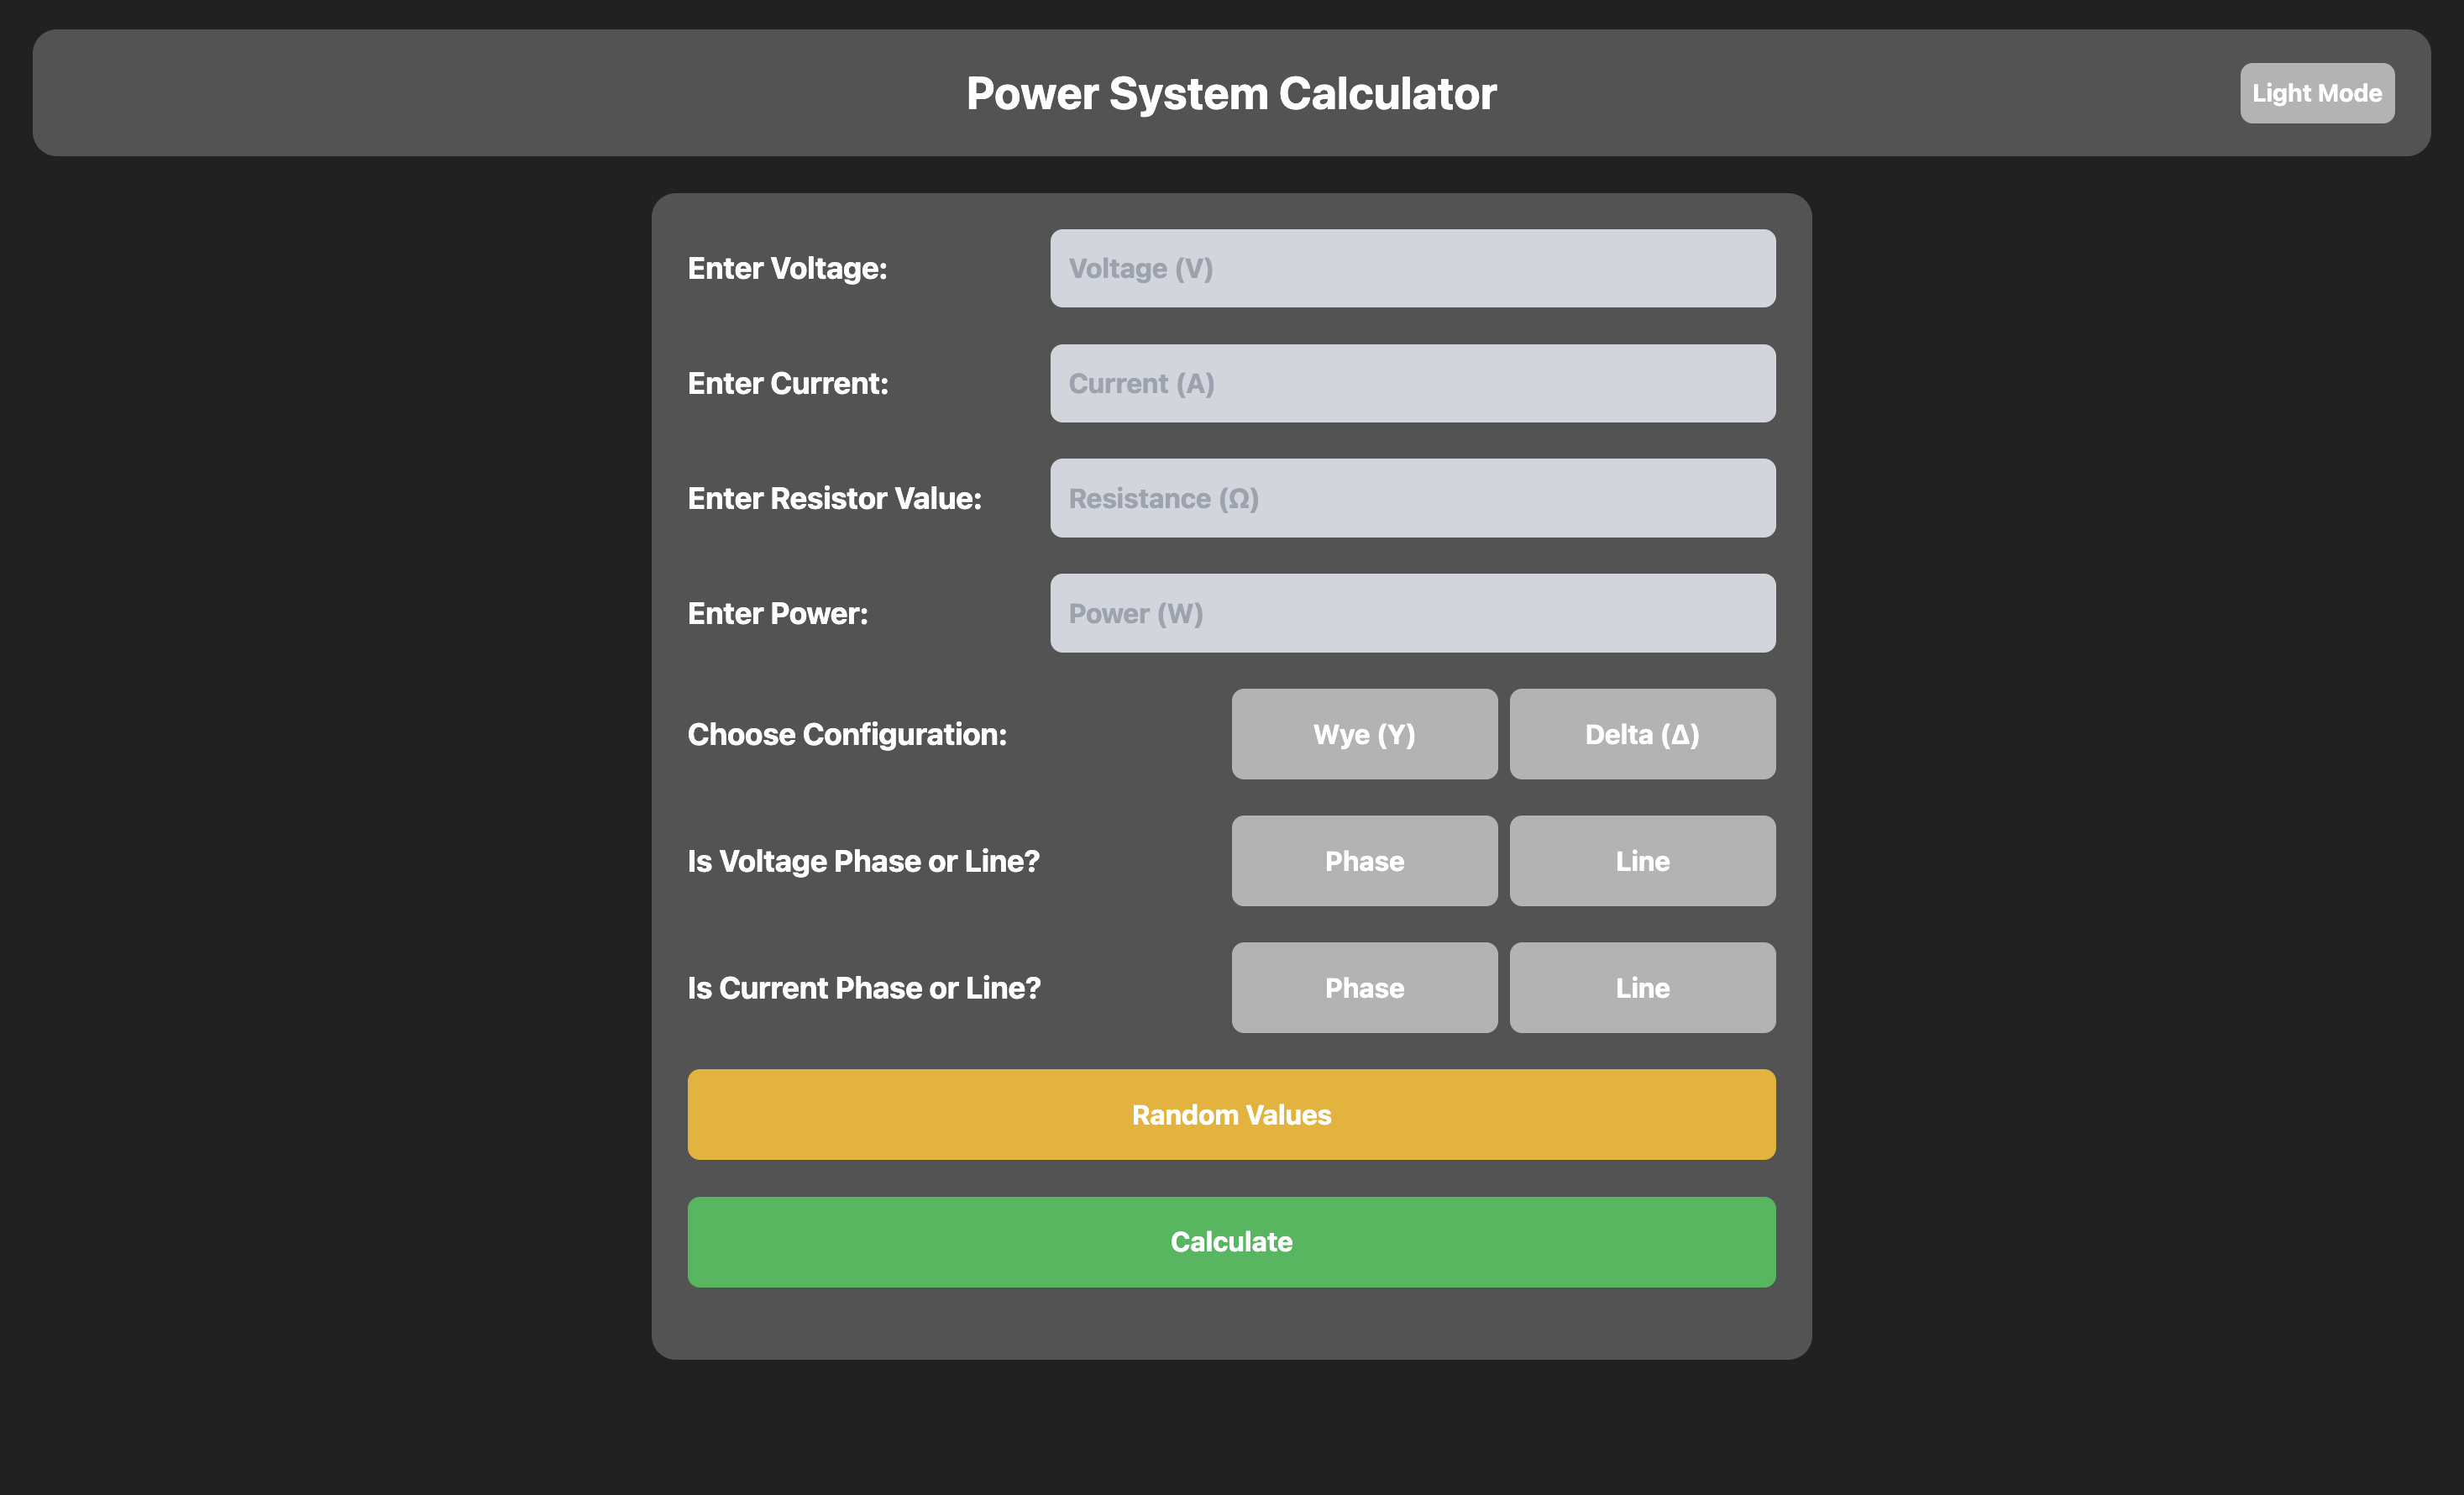 Power System Calculator
Light Mode
Enter Voltage:
Voltage (V)
Enter Current:
Current (A)
Enter Resistor Value:
Resistance (Ω)
Enter Power:
Power (W)
Choose Configuration:
Wye (Y)
Delta (Δ)
Is Voltage Phase or Line?
Phase
Line
Is Current Phase or Line?
Phase
Line
Random Values
Calculate